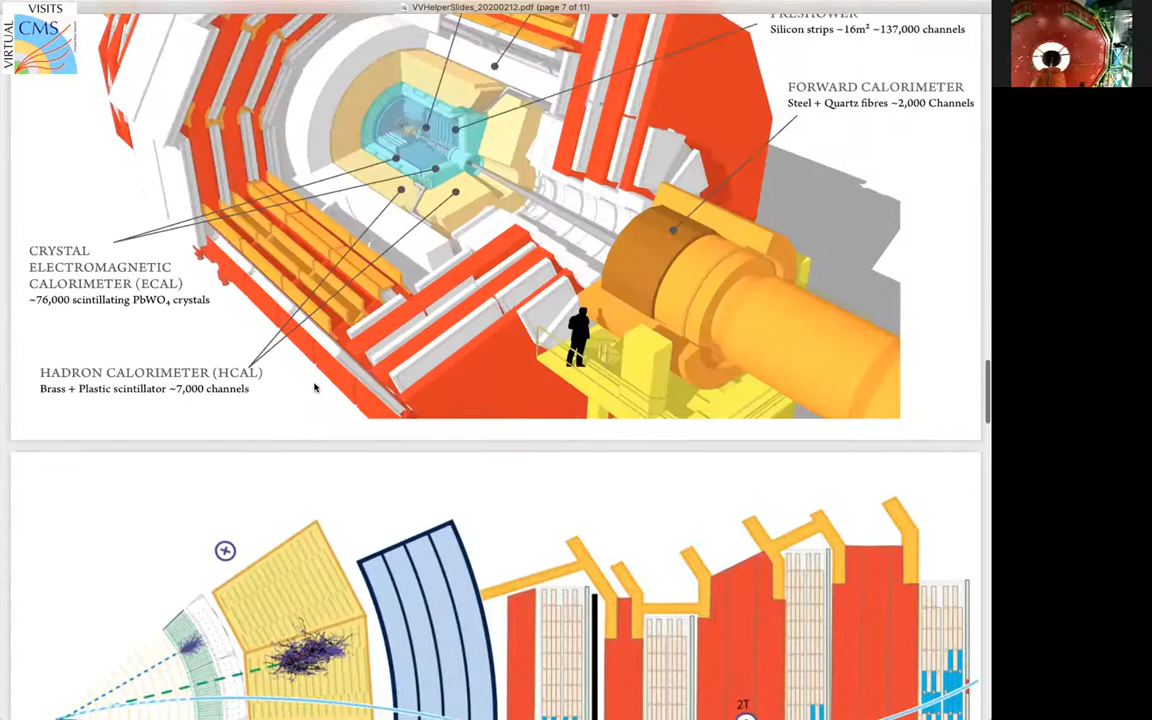 VVHelperSlides_20200212.pdf (page 7 of 11)
VISITS
VIRTUAL
CMS
PRESHOWER
Silicon strips ~16m² ~137,000 channels
FORWARD CALORIMETER
Steel + Quartz fibres ~2,000 Channels
CRYSTAL
ELECTROMAGNETIC
CALORIMETER (ECAL)
~76,000 scintillating PbWO₄ crystals
HADRON CALORIMETER (HCAL)
Brass + Plastic scintillator ~7,000 channels
2T